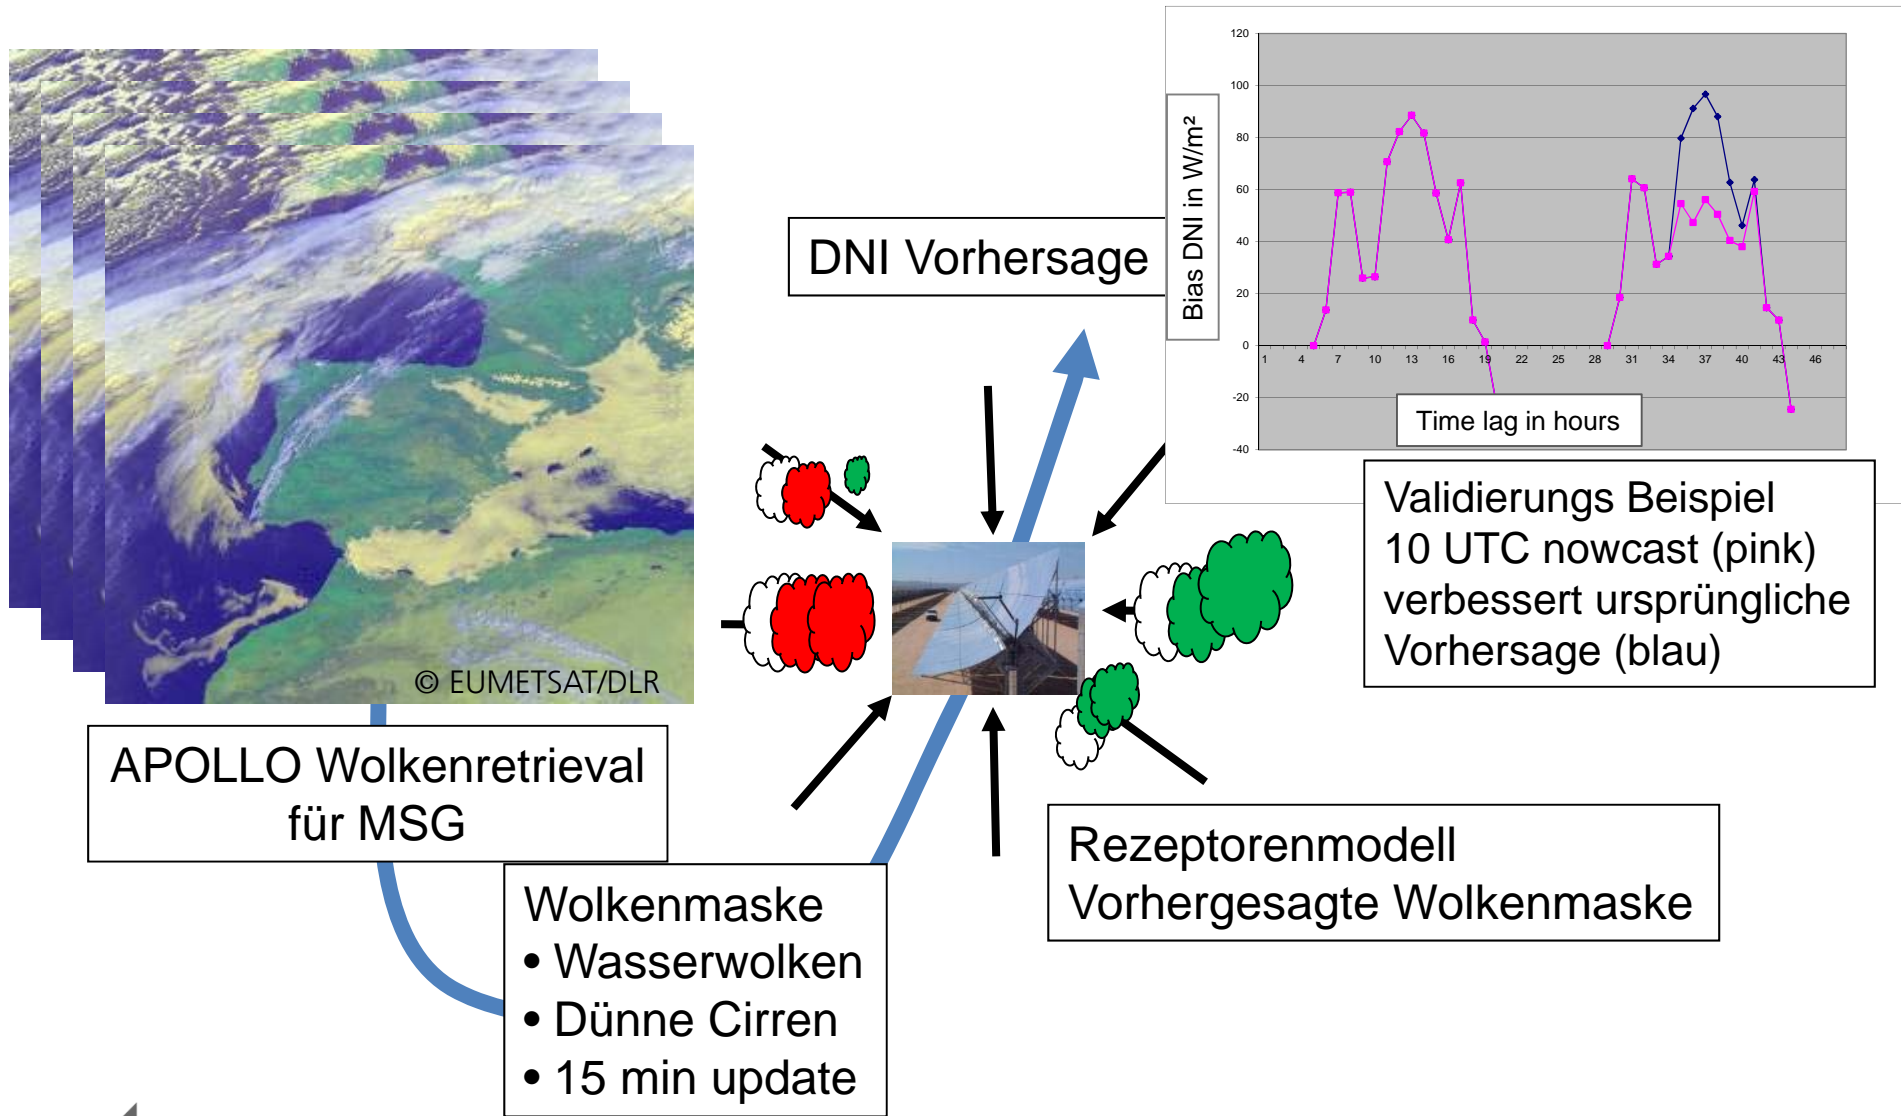 © EUMETSAT/DLR
APOLLO Wolkenretrieval
für MSG
Wolkenmaske
• Wasserwolken
• Dünne Cirren
• 15 min update
DNI Vorhersage
Rezeptorenmodell
Vorhergesagte Wolkenmaske
Bias DNI in W/m²
120
100
80
60
40
20
0
-20
-40
1 4 7 10 13 16 19 22 25 28 31 34 37 40 43 46
Time lag in hours
Validierungs Beispiel
10 UTC nowcast (pink)
verbessert ursprüngliche
Vorhersage (blau)